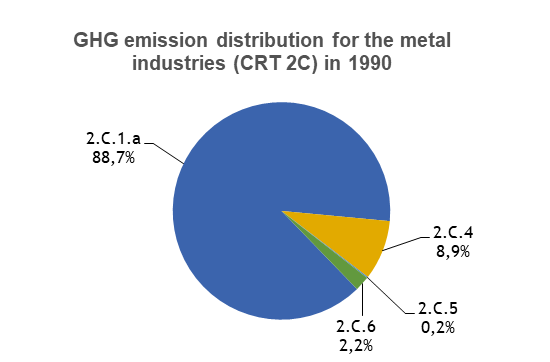 GHG emission distribution for the metal
industries (CRT 2C) in 1990
2.C.1.a
88,7%
2.C.4
8,9%
2.C.5
0,2%
2.C.6
2,2%